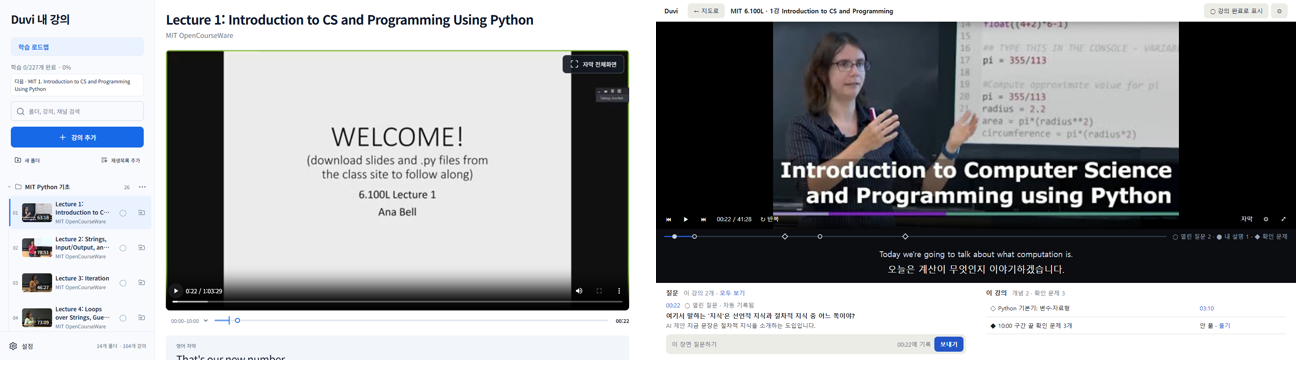 Duvi 내 강의
학습 로드맵
학습 0/227개 완료 · 0%
다음 · MIT 1. Introduction to CS and Programming
Using Python
폴더, 강의, 채널 검색
+ 강의 추가
새 폴더
재생목록 추가
MIT Python 기초
26
01
Lecture 1:
Introduction to C…
MIT OpenCourseWare
63:18
02
Lecture 2: Strings,
Input/Output, an…
MIT OpenCourseWare
03
Lecture 3: Iteration
MIT OpenCourseWare
04
Lecture 4: Loops
over Strings, Gue…
73:09
설정
14개 폴더 · 164개 강의
Lecture 1: Introduction to CS and Programming Using Python
MIT OpenCourseWare
자막 전체화면
WELCOME!
(download slides and .py files from
the class site to follow along)
6.100L Lecture 1
Ana Bell
0:22 / 1:03:29
00:00–10:00
00:22
영어 자막
That's our new number
Duvi
← 지도로
MIT 6.100L · 1강 Introduction to CS and Programming
강의 완료로 표시
float((4+2)*6-1)
14
15
16
## TYPE THIS IN THE CONSOLE - VARIABL
17
18
pi = 355/113
19
#Compute approximate value for pi
20
pi = 355/113
21
radius = 2.2
area = pi*(radius**2)
circumference = pi*(radius*2)
Introduction to Computer Science
and Programming using Python
00:22 / 41:28
↻ 반복
자막
열린 질문 2 · 내 설명 1 · 확인 문제
Today we're going to talk about what computation is.
오늘은 계산이 무엇인지 이야기하겠습니다.
질문
이 강의 2개 · 모두 보기
00:22 · 열린 질문 · 자동 기록됨
여기서 말하는 '지식'은 선언적 지식과 절차적 지식 중 어느 쪽이야?
AI 제안 지금 문장은 절차적 지식을 소개하는 도입입니다.
이 장면 질문하기
00:22에 기록
보내기
이 강의
개념 2 · 확인 문제 3
◇ Python 기본기: 변수·자료형
03:10
◆ 10:00 구간 끝 확인 문제 3개
안 풂 · 풀기